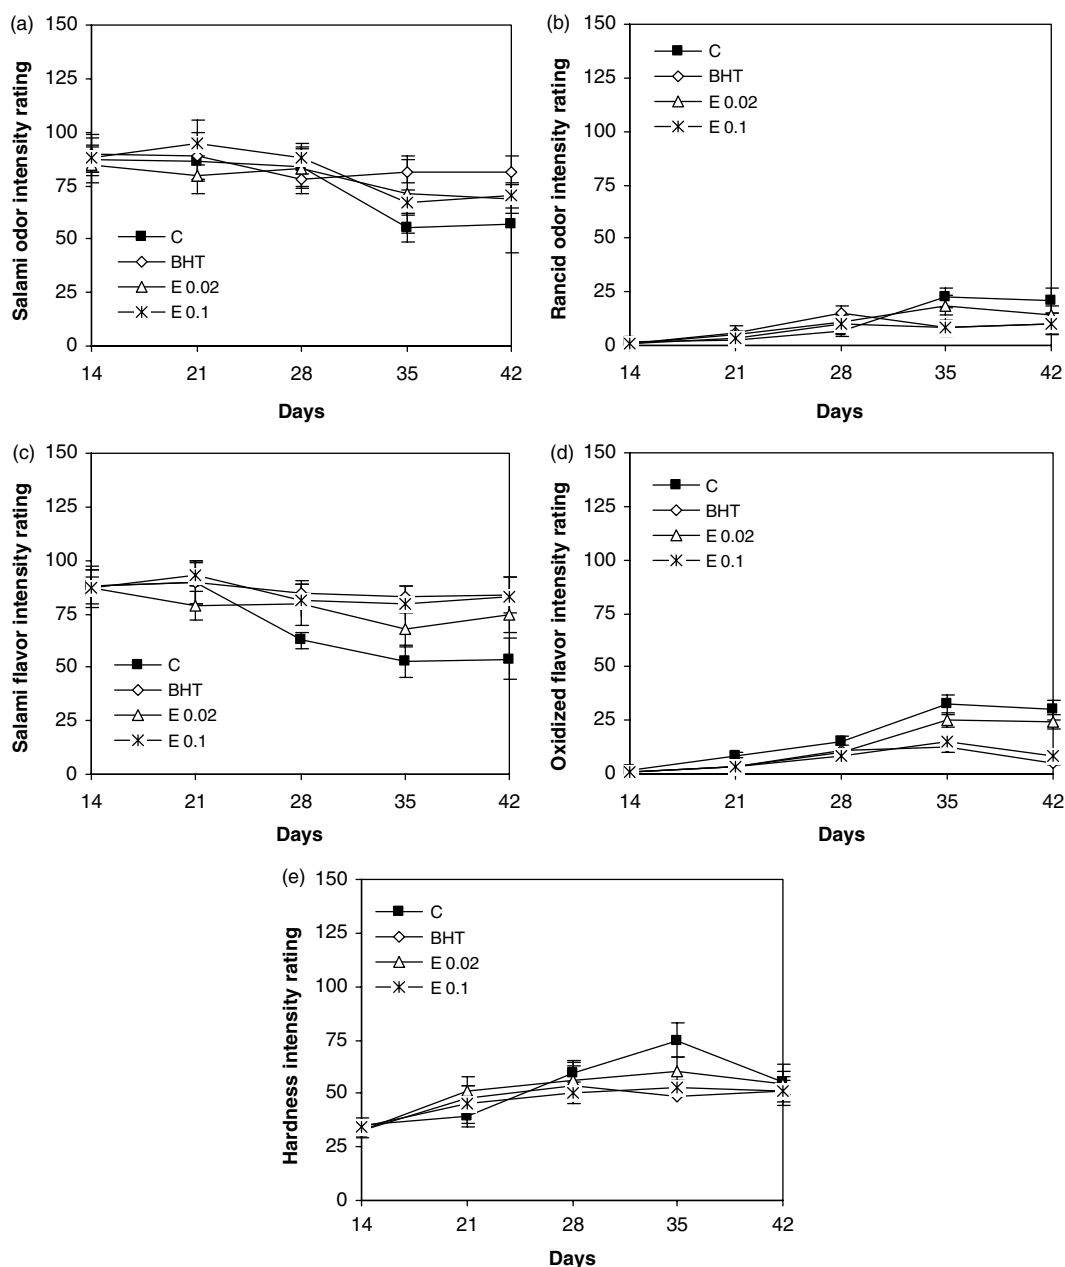 (a)
150
125
100
75
50
25
0
Salami odor intensity rating
C
BHT
E 0.02
E 0.1
14 21 28 35 42
Days
(b)
150
125
100
75
50
25
0
Rancid odor intensity rating
C
BHT
E 0.02
E 0.1
14 21 28 35 42
Days
(c)
150
125
100
75
50
25
0
Salami flavor intensity rating
C
BHT
E 0.02
E 0.1
14 21 28 35 42
Days
(d)
150
125
100
75
50
25
0
Oxidized flavor intensity rating
C
BHT
E 0.02
E 0.1
14 21 28 35 42
Days
(e)
150
125
100
75
50
25
0
Hardness intensity rating
C
BHT
E 0.02
E 0.1
14 21 28 35 42
Days